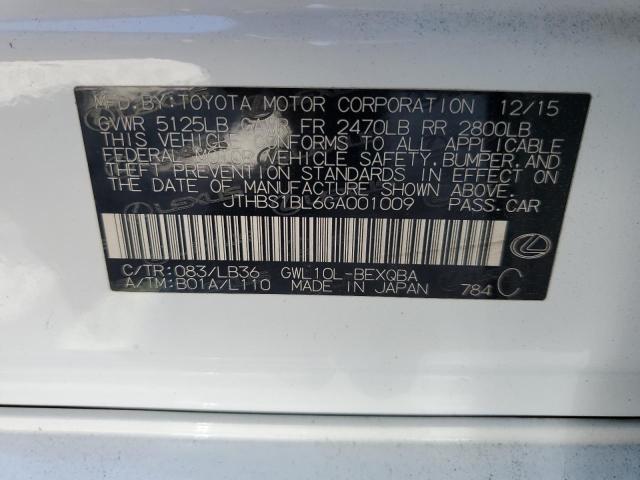 MFD.BY:TOYOTA MOTOR CORPORATION 12/15
GVWR 5125LB GAWR FR 2470LB RR 2800LB
THIS VEHICLE CONFORMS TO ALL APPLICABLE
FEDERAL MOTOR VEHICLE SAFETY,BUMPER,AND
THEFT PREVENTION STANDARDS IN EFFECT ON
THE DATE OF MANUFACTURE SHOWN ABOVE.
JTHBS1BL6GA001009 PASS.CAR
C/TR:083/LB36 GWL10L-BEXQBA
A/TM:B01A/L110 MADE IN JAPAN 784 C